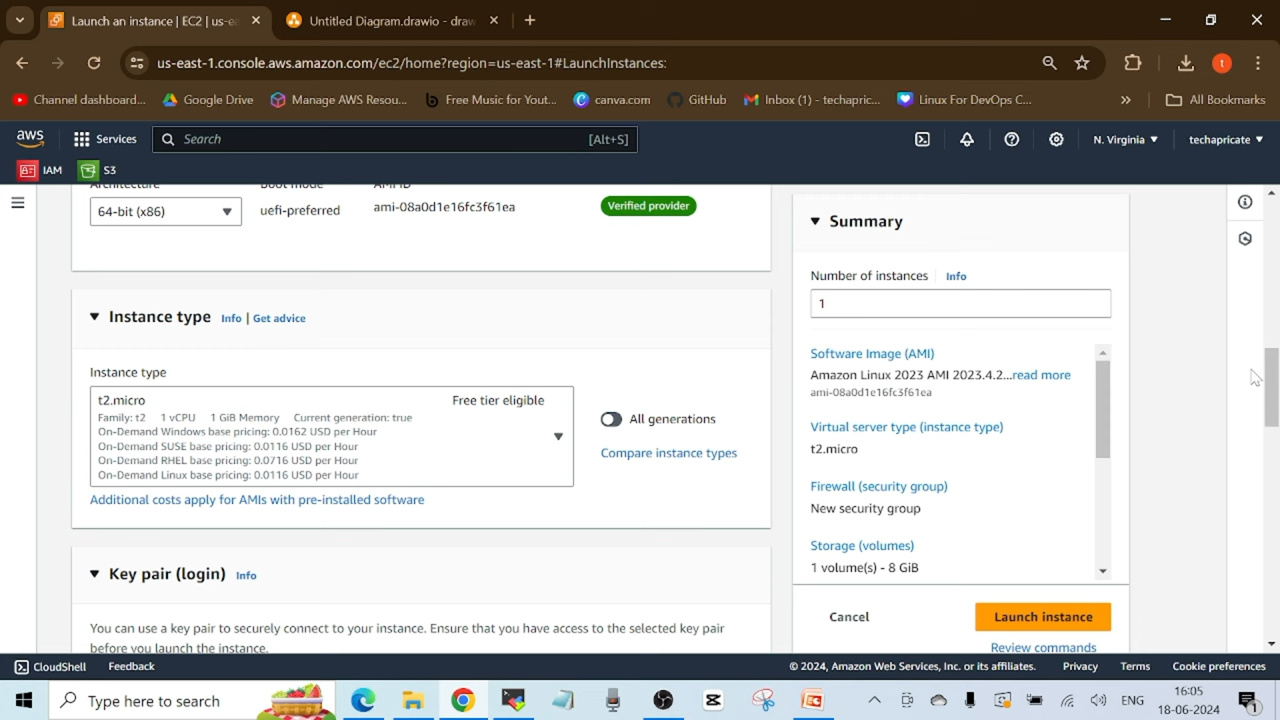 Launch an instance | EC2 | us-e
Untitled Diagram.drawio - draw
us-east-1.console.aws.amazon.com/ec2/home?region=us-east-1#LaunchInstances:
Channel dashboard...
Google Drive
Manage AWS Resou...
Free Music for Yout...
canva.com
GitHub
Inbox (1) - techapric...
Linux For DevOps C...
All Bookmarks
aws
Services
Search
[Alt+S]
N. Virginia
techapricate
IAM
S3
Architecture
Boot mode
AMI ID
64-bit (x86)
uefi-preferred
ami-08a0d1e16fc3f61ea
Verified provider
Instance type
Info | Get advice
Instance type
t2.micro
Free tier eligible
Family: t2 1 vCPU 1 GiB Memory Current generation: true
On-Demand Windows base pricing: 0.0162 USD per Hour
On-Demand SUSE base pricing: 0.0116 USD per Hour
On-Demand RHEL base pricing: 0.0716 USD per Hour
On-Demand Linux base pricing: 0.0116 USD per Hour
All generations
Compare instance types
Additional costs apply for AMIs with pre-installed software
Key pair (login)
Info
You can use a key pair to securely connect to your instance. Ensure that you have access to the selected key pair
before you launch the instance.
Summary
Number of instances
Info
1
Software Image (AMI)
Amazon Linux 2023 AMI 2023.4.2...read more
ami-08a0d1e16fc3f61ea
Virtual server type (instance type)
t2.micro
Firewall (security group)
New security group
Storage (volumes)
1 volume(s) - 8 GiB
Cancel
Launch instance
Review commands
CloudShell
Feedback
© 2024, Amazon Web Services, Inc. or its affiliates.
Privacy
Terms
Cookie preferences
Type here to search
ENG
16:05
18-06-2024
1